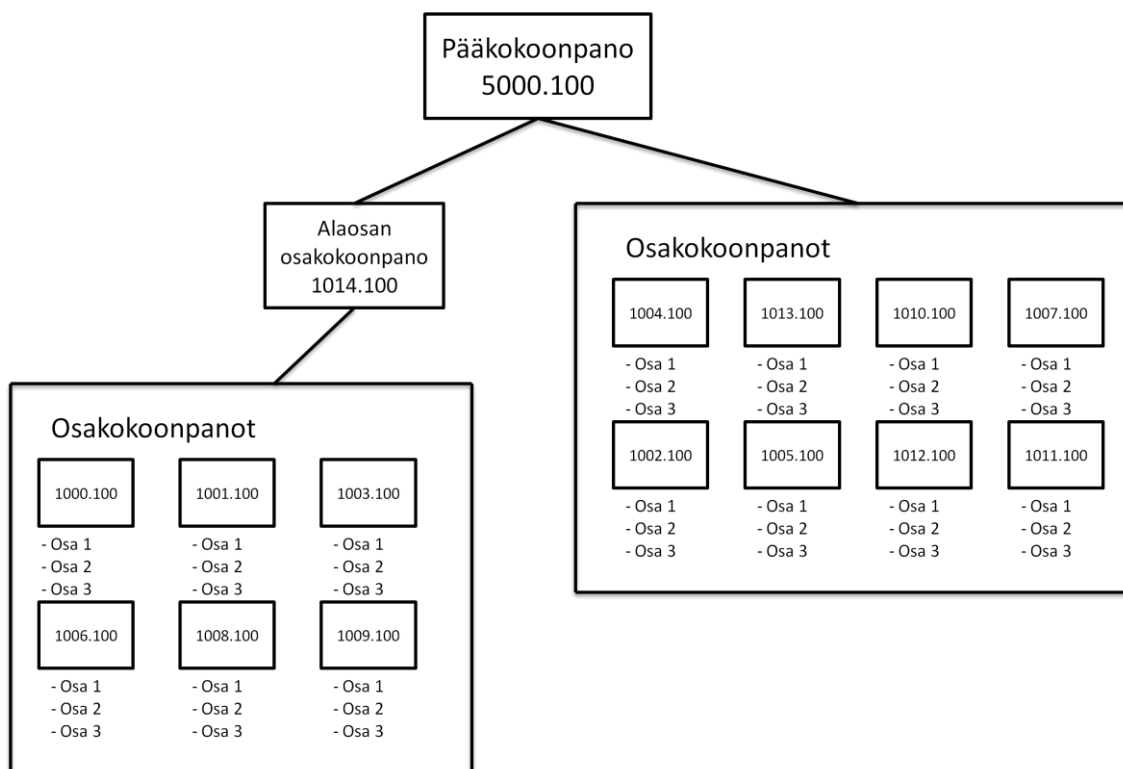 Pääkokoonpano
5000.100
Alaosan
osakokoonpano
1014.100
Osakokoonpanot
1004.100 1013.100 1010.100 1007.100
- Osa 1 - Osa 1 - Osa 1 - Osa 1
- Osa 2 - Osa 2 - Osa 2 - Osa 2
- Osa 3 - Osa 3 - Osa 3 - Osa 3
1002.100 1005.100 1012.100 1011.100
- Osa 1 - Osa 1 - Osa 1 - Osa 1
- Osa 2 - Osa 2 - Osa 2 - Osa 2
- Osa 3 - Osa 3 - Osa 3 - Osa 3
Osakokoonpanot
1000.100 1001.100 1003.100
- Osa 1 - Osa 1 - Osa 1
- Osa 2 - Osa 2 - Osa 2
- Osa 3 - Osa 3 - Osa 3
1006.100 1008.100 1009.100
- Osa 1 - Osa 1 - Osa 1
- Osa 2 - Osa 2 - Osa 2
- Osa 3 - Osa 3 - Osa 3